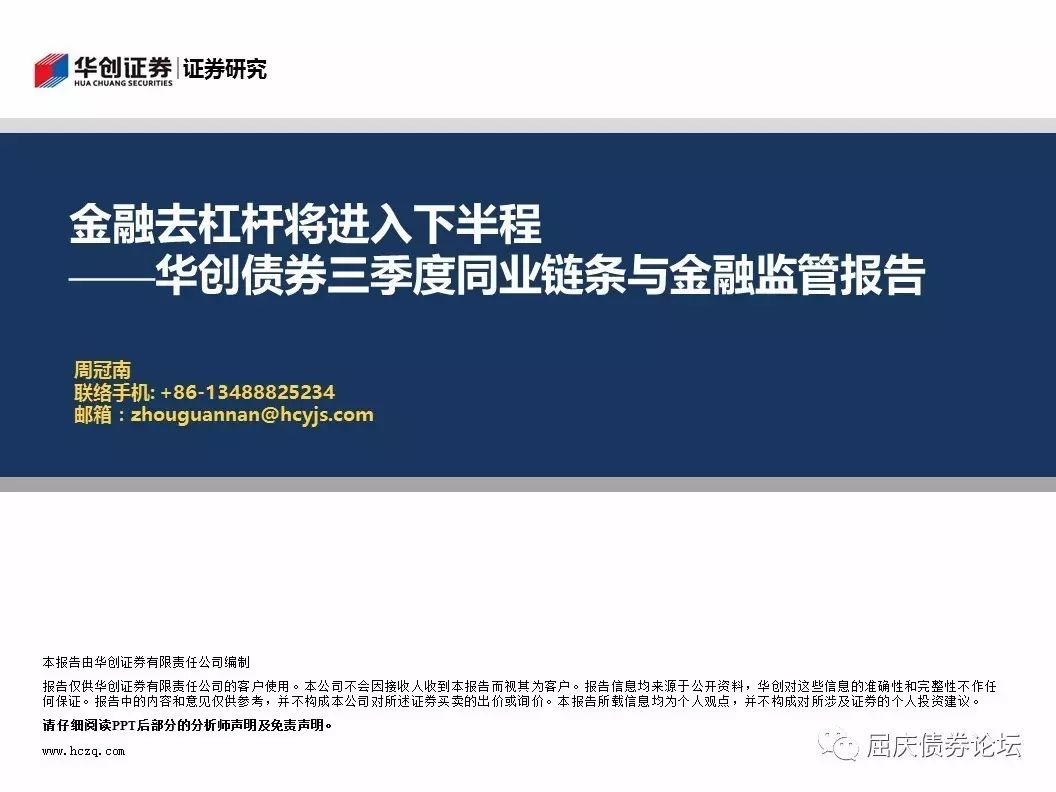 华创证券 证券研究
HUA CHUANG SECURITIES
金融去杠杆将进入下半程
——华创债券三季度同业链条与金融监管报告
周冠南
联络手机: +86-13488825234
邮箱：zhouguannan@hcyjs.com
本报告由华创证券有限责任公司编制
报告仅供华创证券有限责任公司的客户使用。本公司不会因接收人收到本报告而视其为客户。报告信息均来源于公开资料，华创对这些信息的准确性和完整性不作任
何保证。报告中的内容和意见仅供参考，并不构成本公司对所述证券买卖的出价或询价。本报告所载信息均为个人观点，并不构成对所涉及证券的个人投资建议。
请仔细阅读PPT后部分的分析师声明及免责声明。
www.hczq.com
屈庆债券论坛